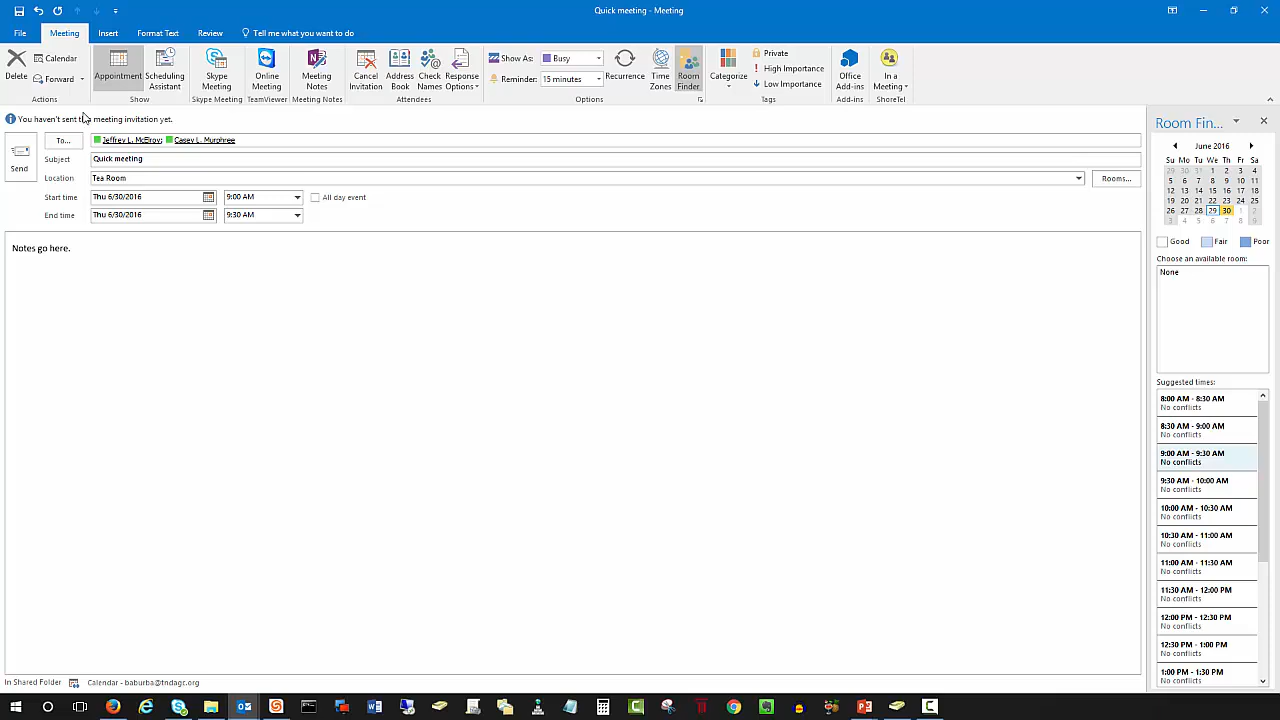 Quick meeting - Meeting
File Meeting Insert Format Text Review Tell me what you want to do
Delete
Calendar
Forward
Actions
Appointment
Scheduling
Assistant
Show
Skype
Meeting
Skype Meeting
Online
Meeting
TeamViewer
Meeting
Notes
Meeting Notes
Cancel
Invitation
Address
Book
Check
Names
Response
Options
Attendees
Show As: Busy
Reminder: 15 minutes
Recurrence
Time
Zones
Room
Finder
Options
Categorize
Private
High Importance
Low Importance
Tags
Office
Add-ins
Add-ins
In a
Meeting
ShoreTel
You haven't sent this meeting invitation yet.
Send
To... Jeffrey L. McElroy; Casey L. Murphree
Subject Quick meeting
Location Tea Room Rooms...
Start time Thu 6/30/2016 9:00 AM All day event
End time Thu 6/30/2016 9:30 AM
Notes go here.
Room Fin...
June 2016
Su Mo Tu We Th Fr Sa
29 30 31 1 2 3 4
5 6 7 8 9 10 11
12 13 14 15 16 17 18
19 20 21 22 23 24 25
26 27 28 29 30 1 2
3 4 5 6 7 8 9
Good Fair Poor
Choose an available room:
None
Suggested times:
8:00 AM - 8:30 AM
No conflicts
8:30 AM - 9:00 AM
No conflicts
9:00 AM - 9:30 AM
No conflicts
9:30 AM - 10:00 AM
No conflicts
10:00 AM - 10:30 AM
No conflicts
10:30 AM - 11:00 AM
No conflicts
11:00 AM - 11:30 AM
No conflicts
11:30 AM - 12:00 PM
No conflicts
12:00 PM - 12:30 PM
No conflicts
12:30 PM - 1:00 PM
No conflicts
1:00 PM - 1:30 PM
No conflicts
In Shared Folder Calendar - baburba@tndagc.org